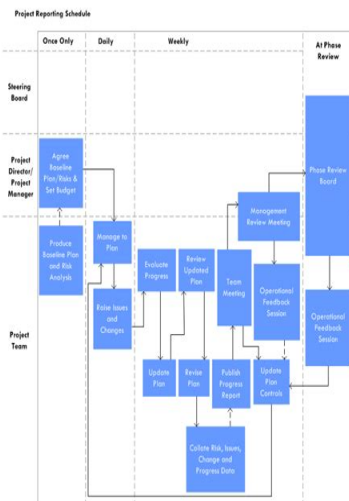 Project Reporting Schedule
Once Only
Daily
Weekly
At Phase
Review
Steering
Board
Project
Director/
Project
Manager
Agree
Baseline
Plan/Risks &
Set Budget
Phase Review
Board
Management
Review Meeting
Project
Team
Produce
Baseline Plan
and Risk
Analysis
Manage to
Plan
Raise Issues
and
Changes
Evaluate
Progress
Review
Updated
Plan
Team
Meeting
Operational
Feedback
Session
Operational
Feedback
Session
Update
Plan
Revise
Plan
Publish
Progress
Report
Update
Plan
Controls
Collate Risk, Issues,
Change and
Progress Data